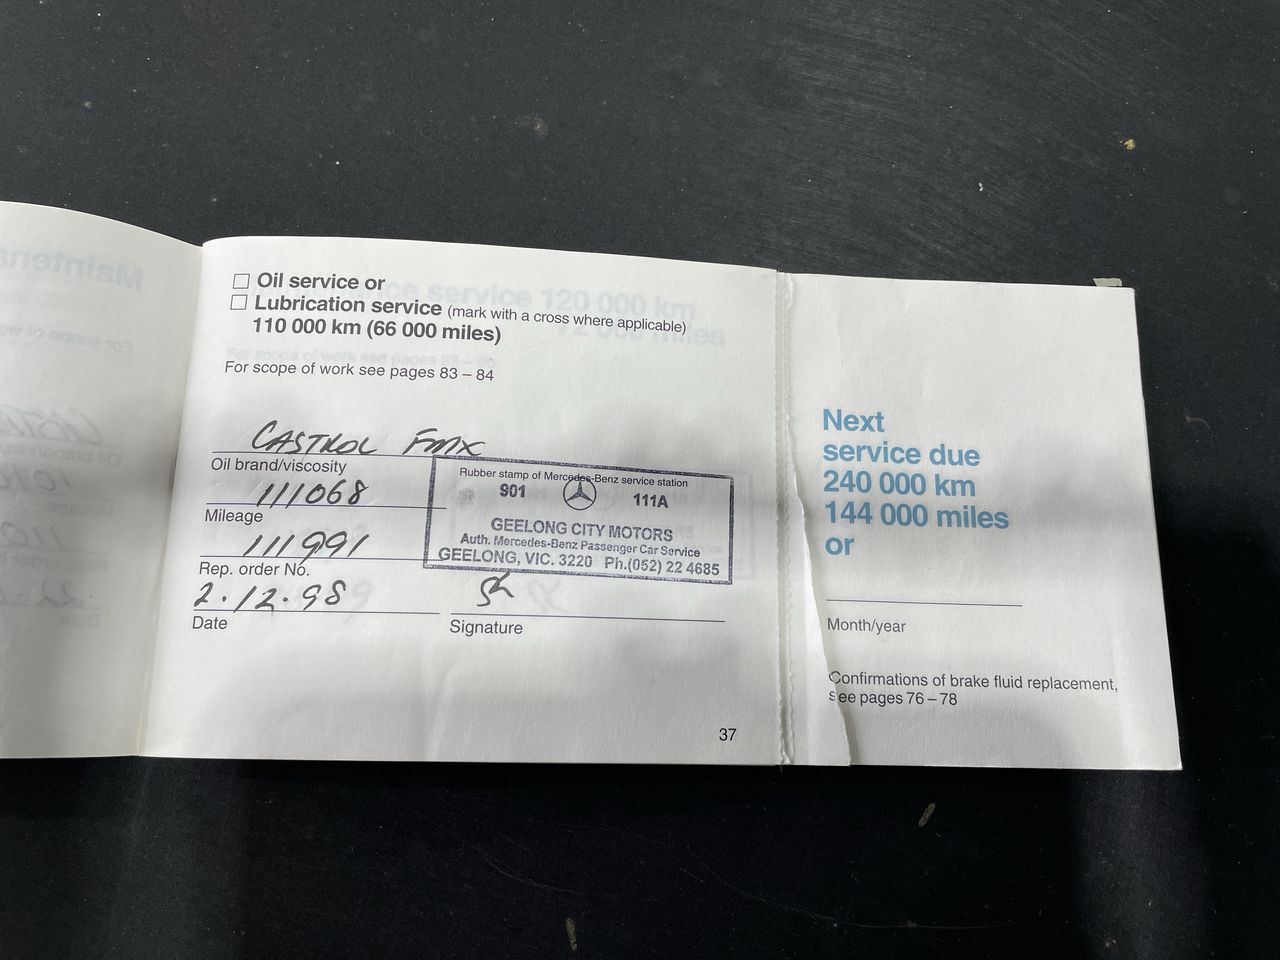 ☐ Oil service or
☐ Lubrication service (mark with a cross where applicable)
110 000 km (66 000 miles)
For scope of work see pages 83 – 84
CASTROL FMX
Oil brand/viscosity
111068
Mileage
111991
Rep. order No.
2.12.98
Date
Rubber stamp of Mercedes-Benz service station
901 111A
GEELONG CITY MOTORS
Auth. Mercedes-Benz Passenger Car Service
GEELONG, VIC. 3220 Ph.(052) 22 4685
Signature
37
Next
service due
240 000 km
144 000 miles
or
Month/year
Confirmations of brake fluid replacement,
see pages 76 – 78